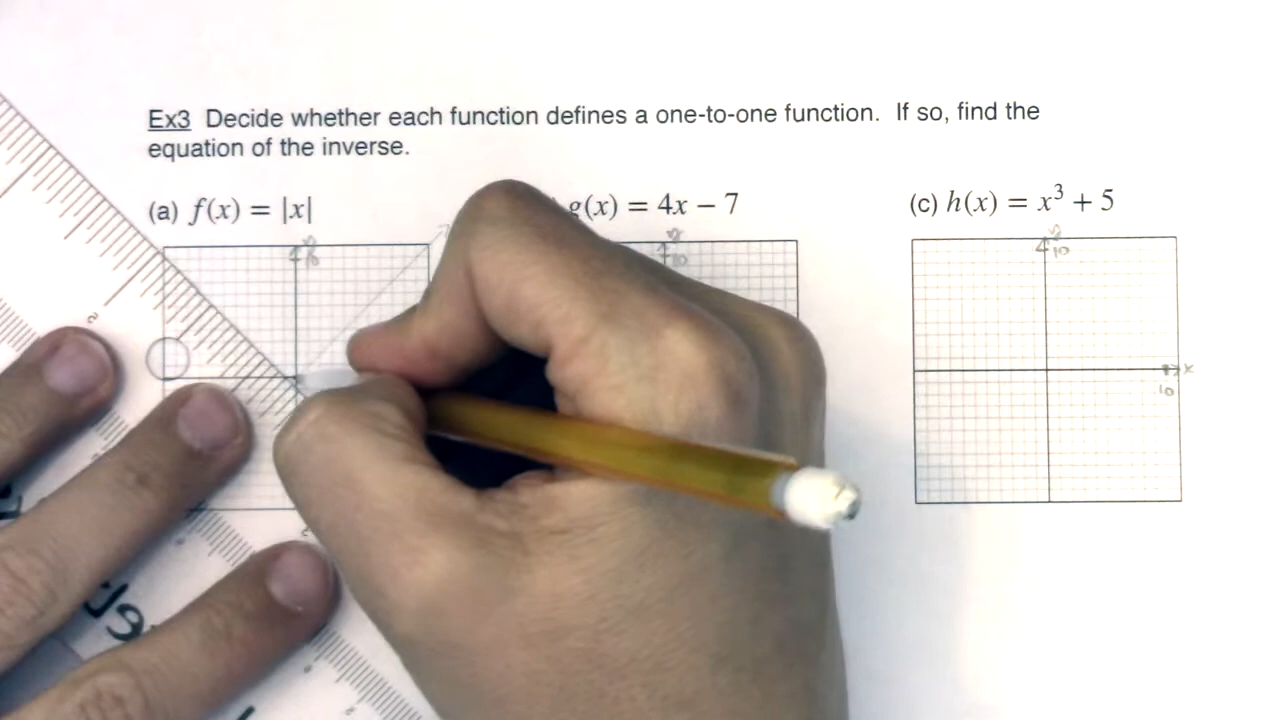 Ex3 Decide whether each function defines a one-to-one function. If so, find the
equation of the inverse.
(a) f(x) = |x|
g(x) = 4x − 7
(c) h(x) = x³ + 5
y
10
y
10
y
10
x
10